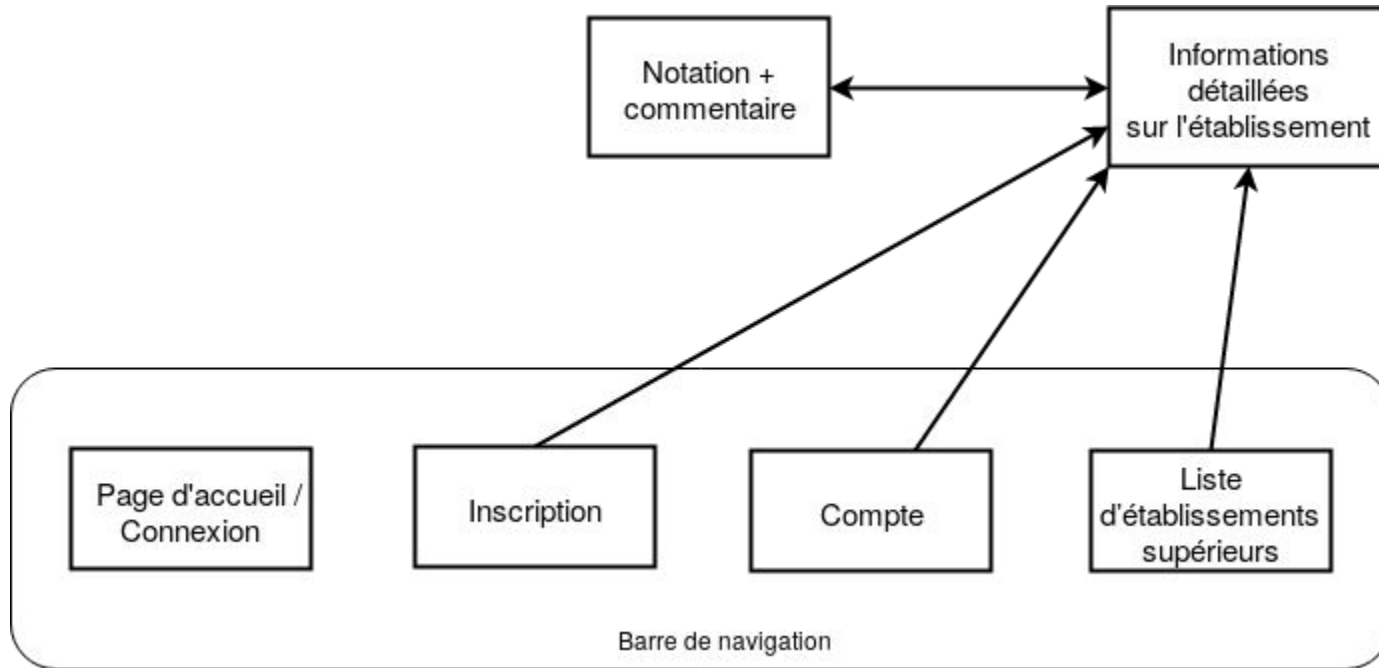 Notation +
commentaire
Informations
détaillées
sur l'établissement
Page d'accueil /
Connexion
Inscription
Compte
Liste
d'établissements
supérieurs
Barre de navigation